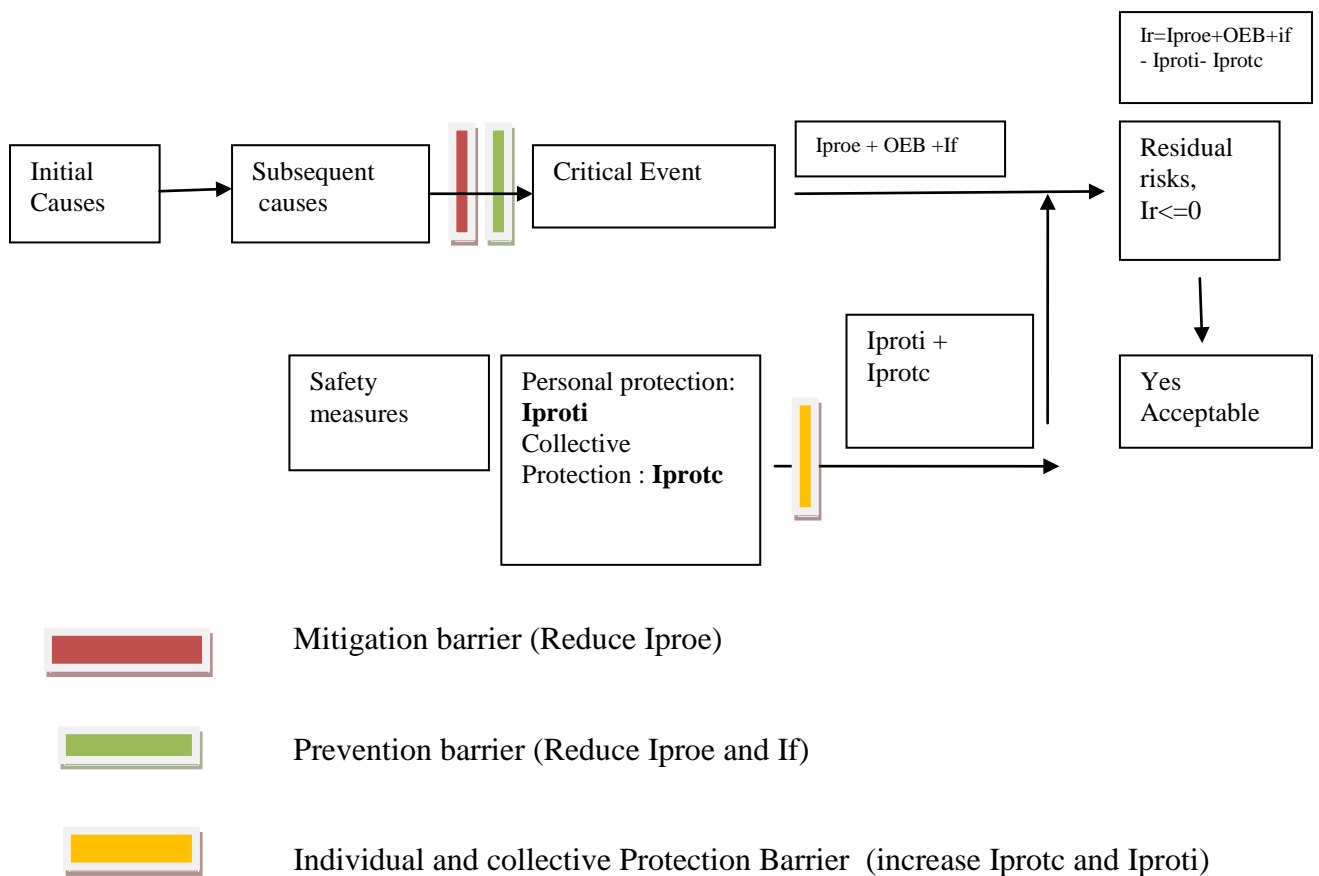 Ir=Iproe+OEB+if
- Iproti- Iprotc
Initial
Causes
Subsequent
causes
Critical Event
Iproe + OEB +If
Residual
risks,
Ir<=0
Safety
measures
Personal protection:
Iproti
Collective
Protection : Iprotc
Iproti +
Iprotc
Yes
Acceptable
Mitigation barrier (Reduce Iproe)
Prevention barrier (Reduce Iproe and If)
Individual and collective Protection Barrier (increase Iprotc and Iproti)